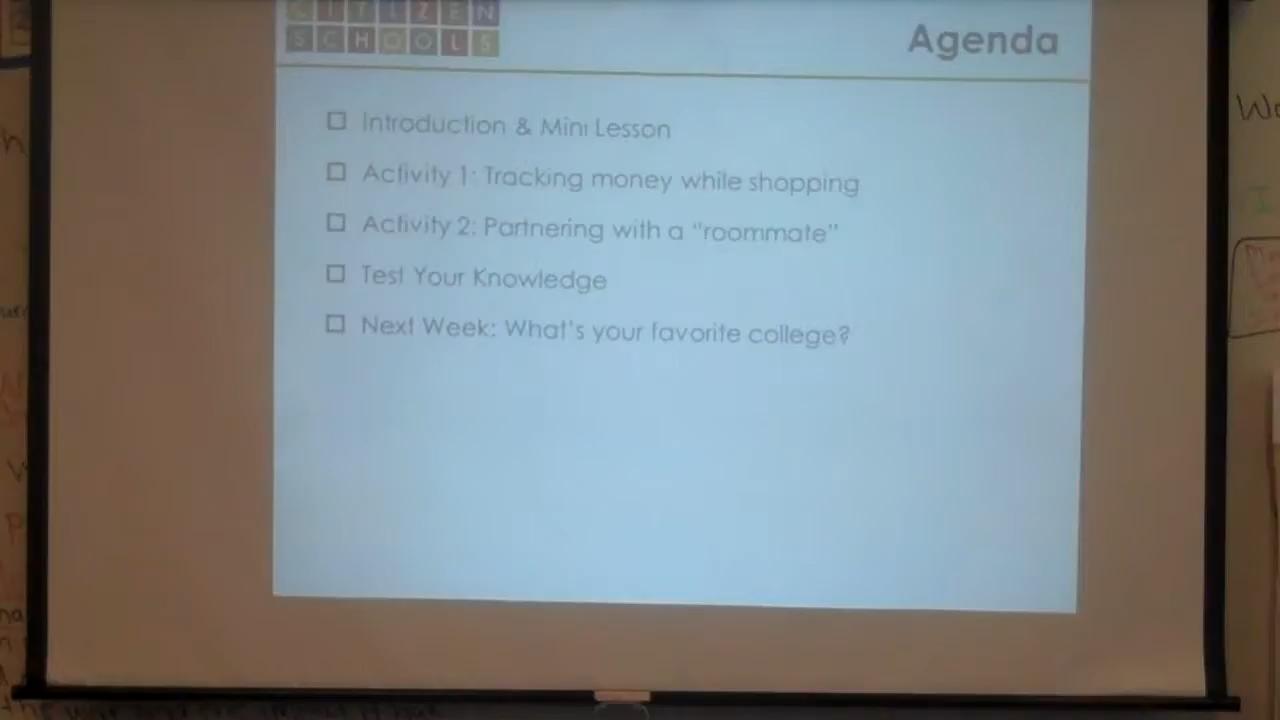 CITIZEN
SCHOOLS
Agenda
Introduction & Mini Lesson
Activity 1: Tracking money while shopping
Activity 2: Partnering with a "roommate"
Test Your Knowledge
Next Week: What's your favorite college?